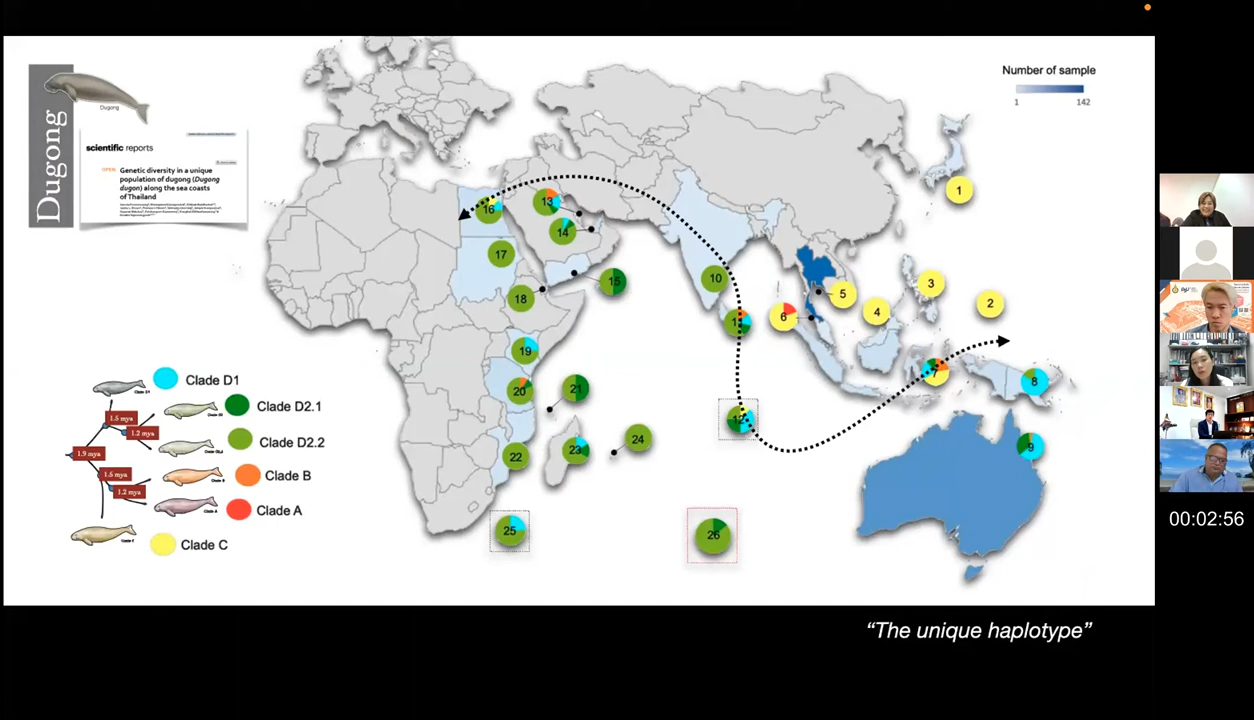 Number of sample
1
142
Dugong
Dugong
scientific reports
OPEN
Genetic diversity in a unique
population of dugong (Dugong
dugon) along the sea coasts
of Thailand
1
2
3
4
5
6
7
8
9
10
12
13
14
15
16
17
18
19
20
21
22
23
24
25
26
Clade D1
Clade D2.1
Clade D2.2
Clade B
Clade A
Clade C
1.5 mya
1.2 mya
1.9 mya
1.5 mya
1.2 mya
"The unique haplotype"
00:02:56